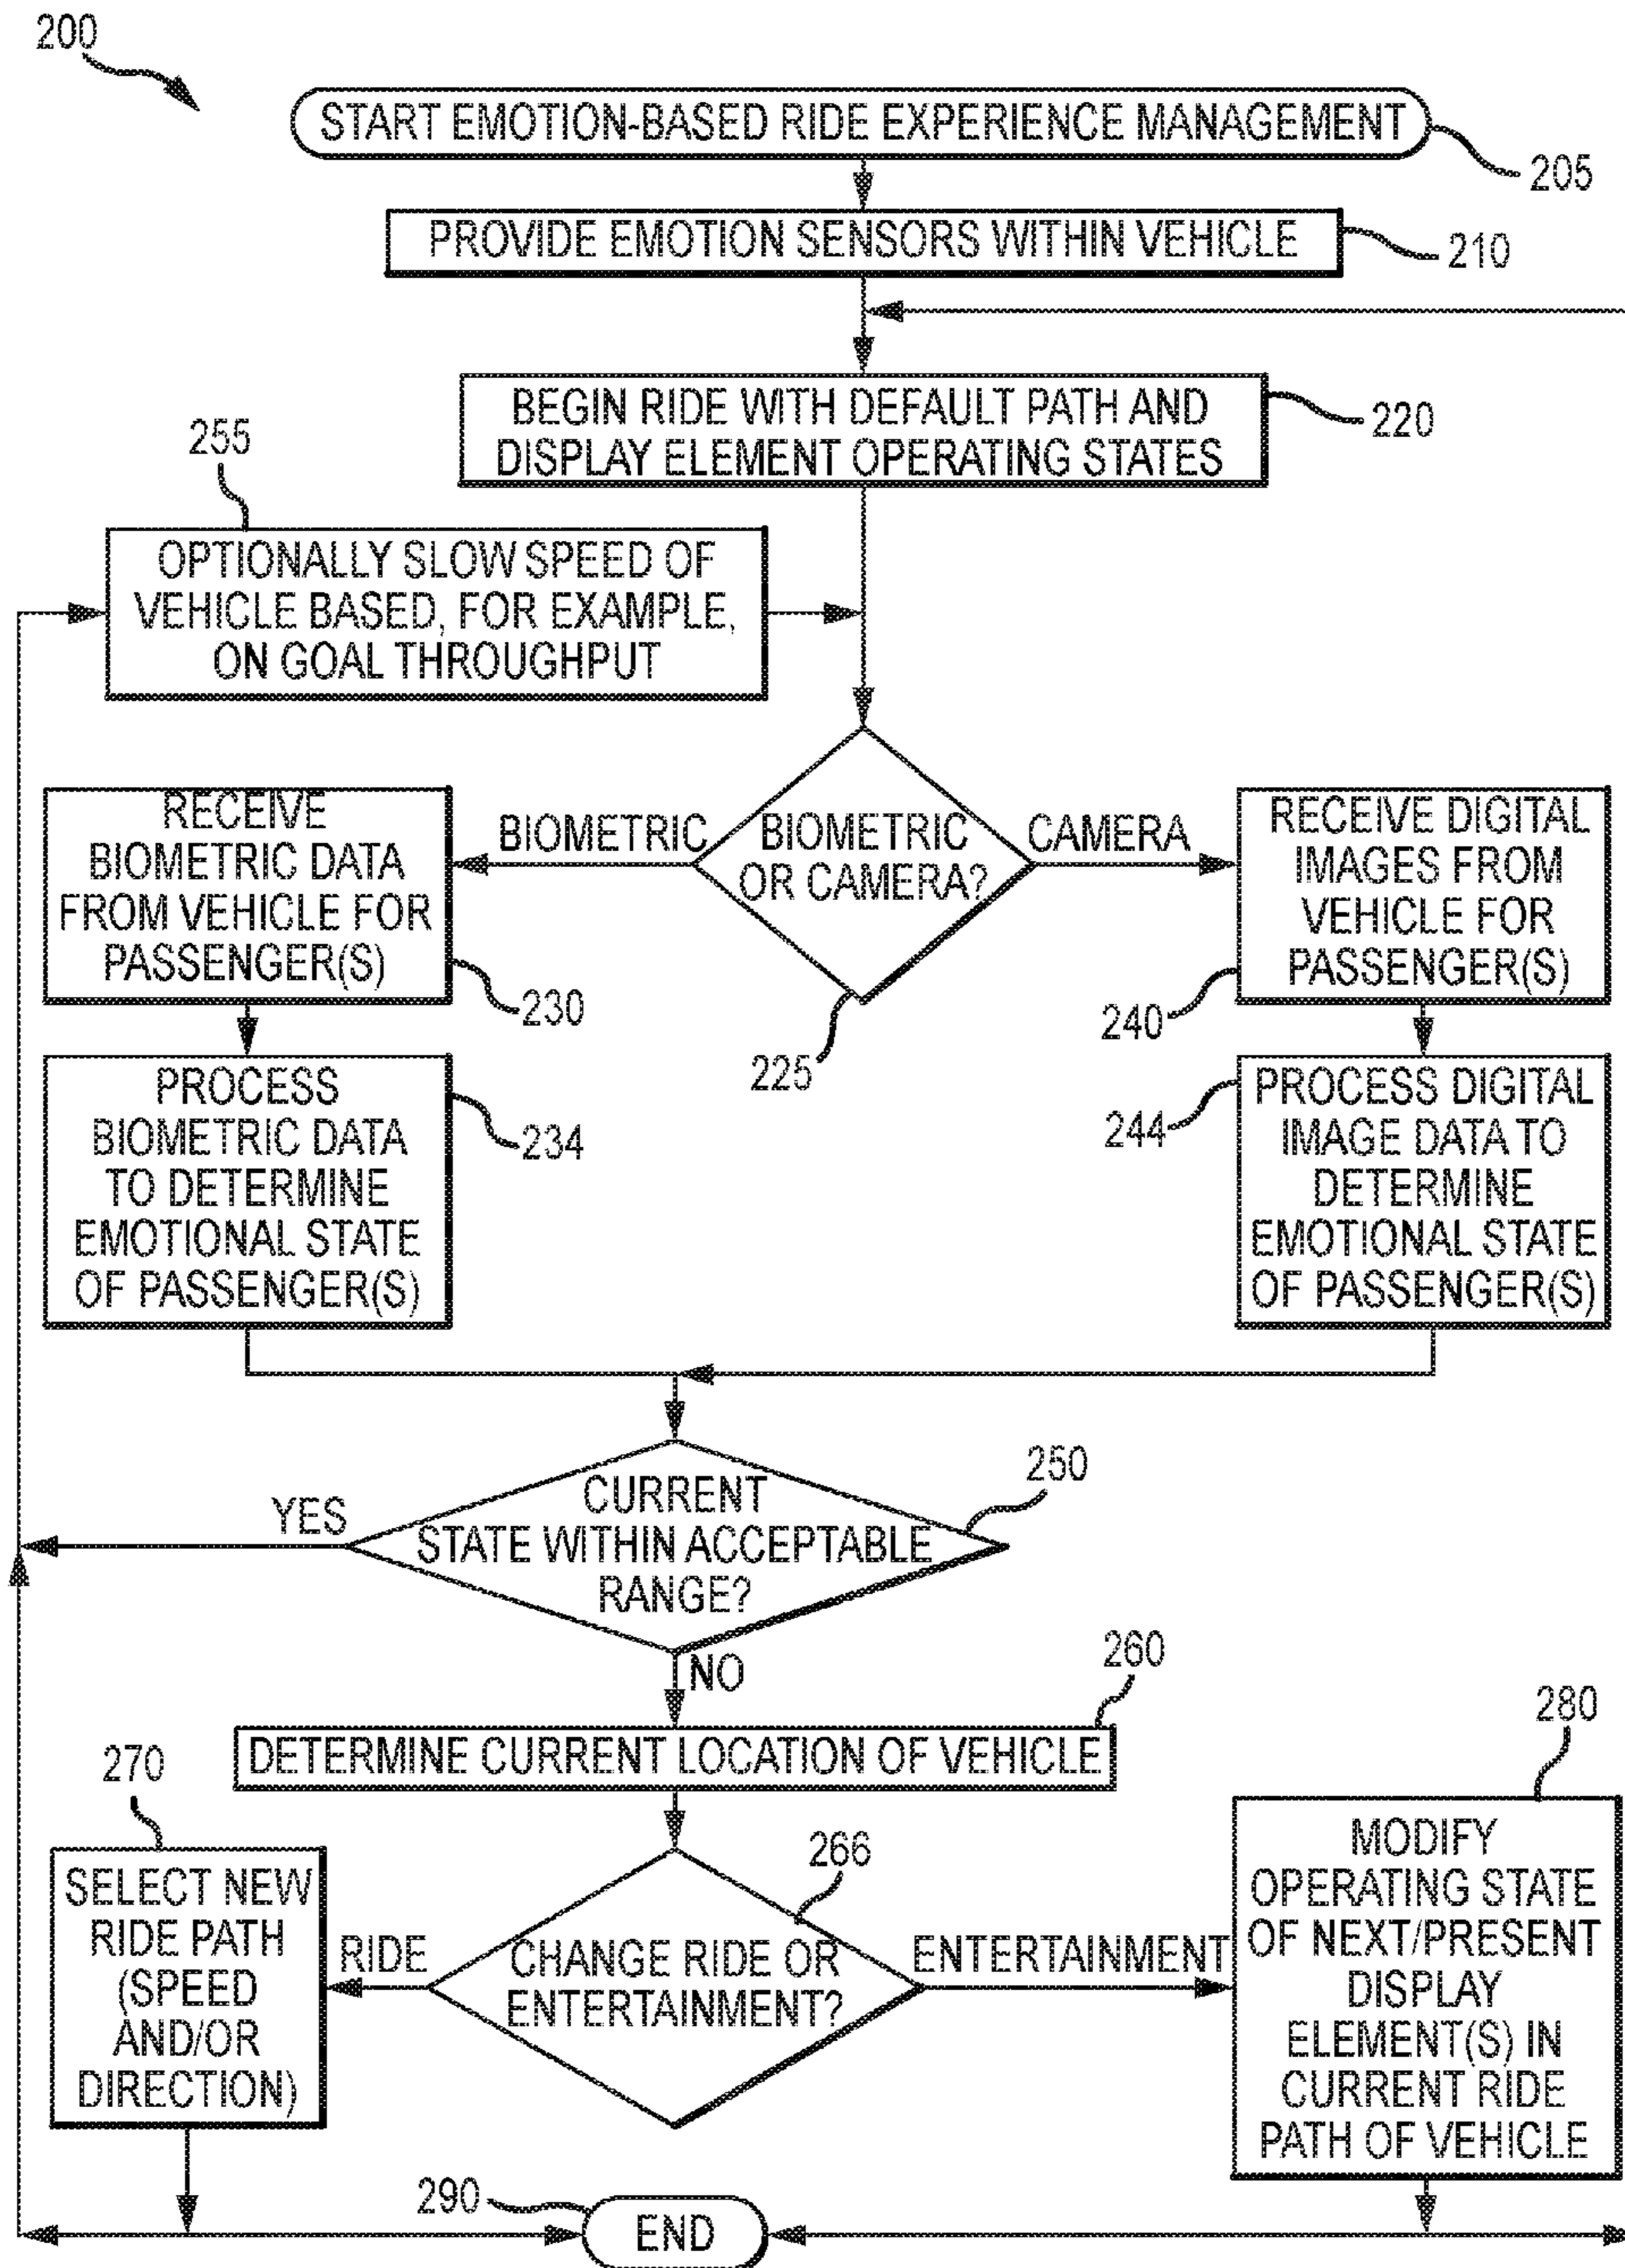 200
START EMOTION-BASED RIDE EXPERIENCE MANAGEMENT
205
PROVIDE EMOTION SENSORS WITHIN VEHICLE
210
BEGIN RIDE WITH DEFAULT PATH AND
DISPLAY ELEMENT OPERATING STATES
220
255
OPTIONALLY SLOW SPEED OF
VEHICLE BASED, FOR EXAMPLE,
ON GOAL THROUGHPUT
BIOMETRIC
OR CAMERA?
225
BIOMETRIC
CAMERA
RECEIVE
BIOMETRIC DATA
FROM VEHICLE FOR
PASSENGER(S)
230
RECEIVE DIGITAL
IMAGES FROM
VEHICLE FOR
PASSENGER(S)
240
PROCESS
BIOMETRIC DATA
TO DETERMINE
EMOTIONAL STATE
OF PASSENGER(S)
234
PROCESS DIGITAL
IMAGE DATA TO
DETERMINE
EMOTIONAL STATE
OF PASSENGER(S)
244
CURRENT
STATE WITHIN ACCEPTABLE
RANGE?
250
YES
NO
DETERMINE CURRENT LOCATION OF VEHICLE
260
CHANGE RIDE OR
ENTERTAINMENT?
266
RIDE
ENTERTAINMENT
270
SELECT NEW
RIDE PATH
(SPEED
AND/OR
DIRECTION)
280
MODIFY
OPERATING STATE
OF NEXT/PRESENT
DISPLAY
ELEMENT(S) IN
CURRENT RIDE
PATH OF VEHICLE
290
END